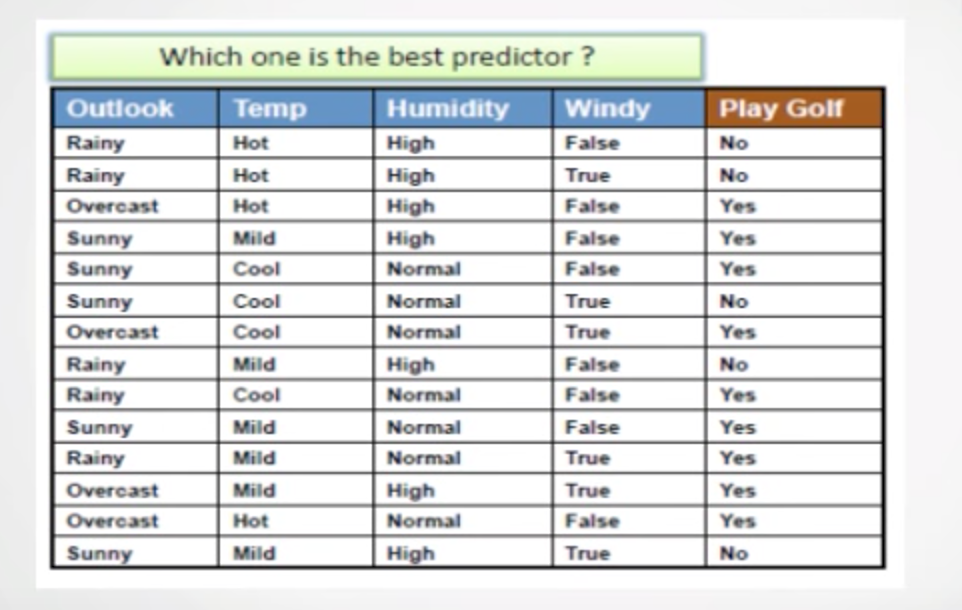 Which one is the best predictor ?
Outlook Temp Humidity Windy Play Golf
Rainy Hot High False No
Rainy Hot High True No
Overcast Hot High False Yes
Sunny Mild High False Yes
Sunny Cool Normal False Yes
Sunny Cool Normal True No
Overcast Cool Normal True Yes
Rainy Mild High False No
Rainy Cool Normal False Yes
Sunny Mild Normal False Yes
Rainy Mild Normal True Yes
Overcast Mild High True Yes
Overcast Hot Normal False Yes
Sunny Mild High True No